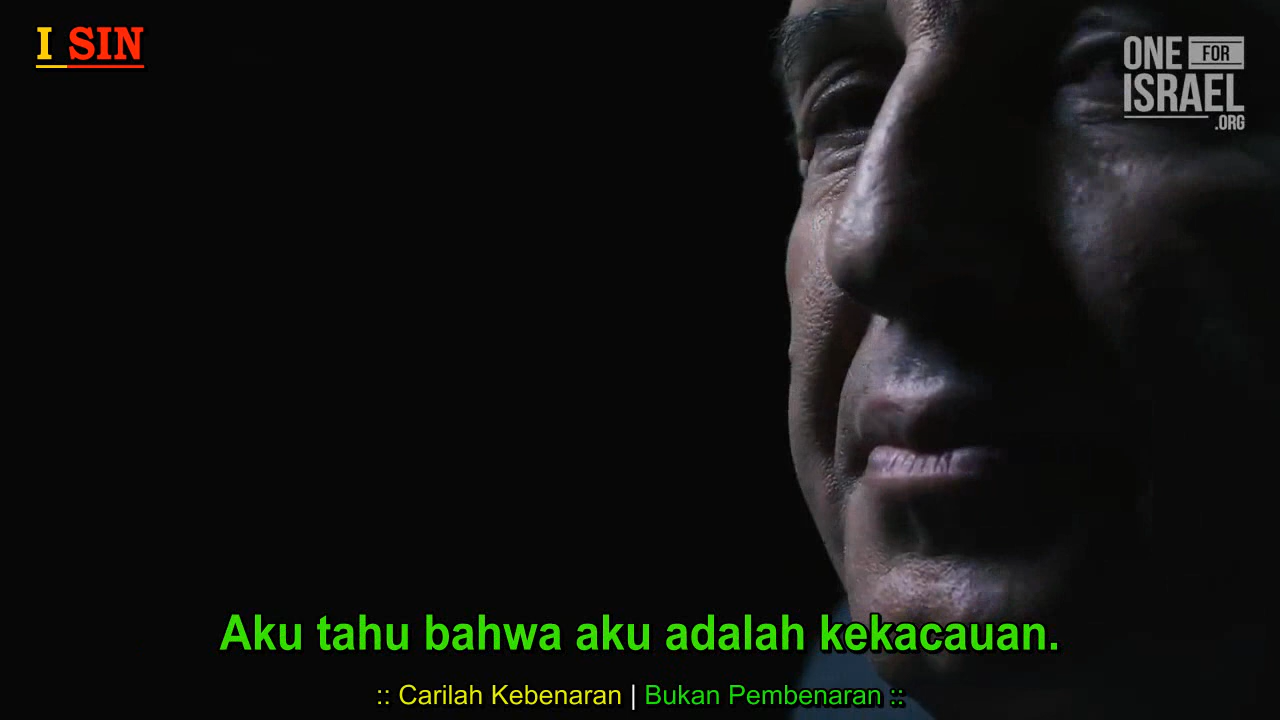 I SIN
ONE FOR
ISRAEL
.ORG
Aku tahu bahwa aku adalah kekacauan.
:: Carilah Kebenaran | Bukan Pembenaran ::